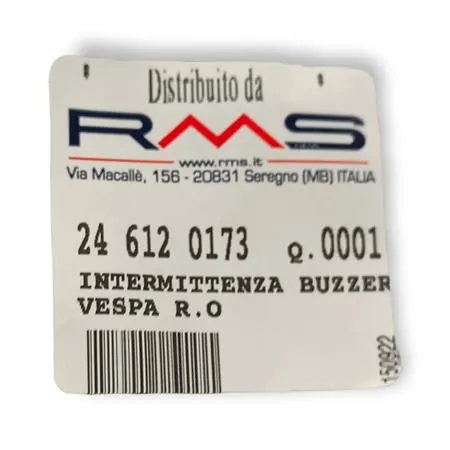 Distribuito da
RMS
www.rms.it
Via Macallè, 156 - 20831 Seregno (MB) ITALIA
24 612 0173 Q.0001
INTERMITTENZA BUZZER
VESPA R.O
150922